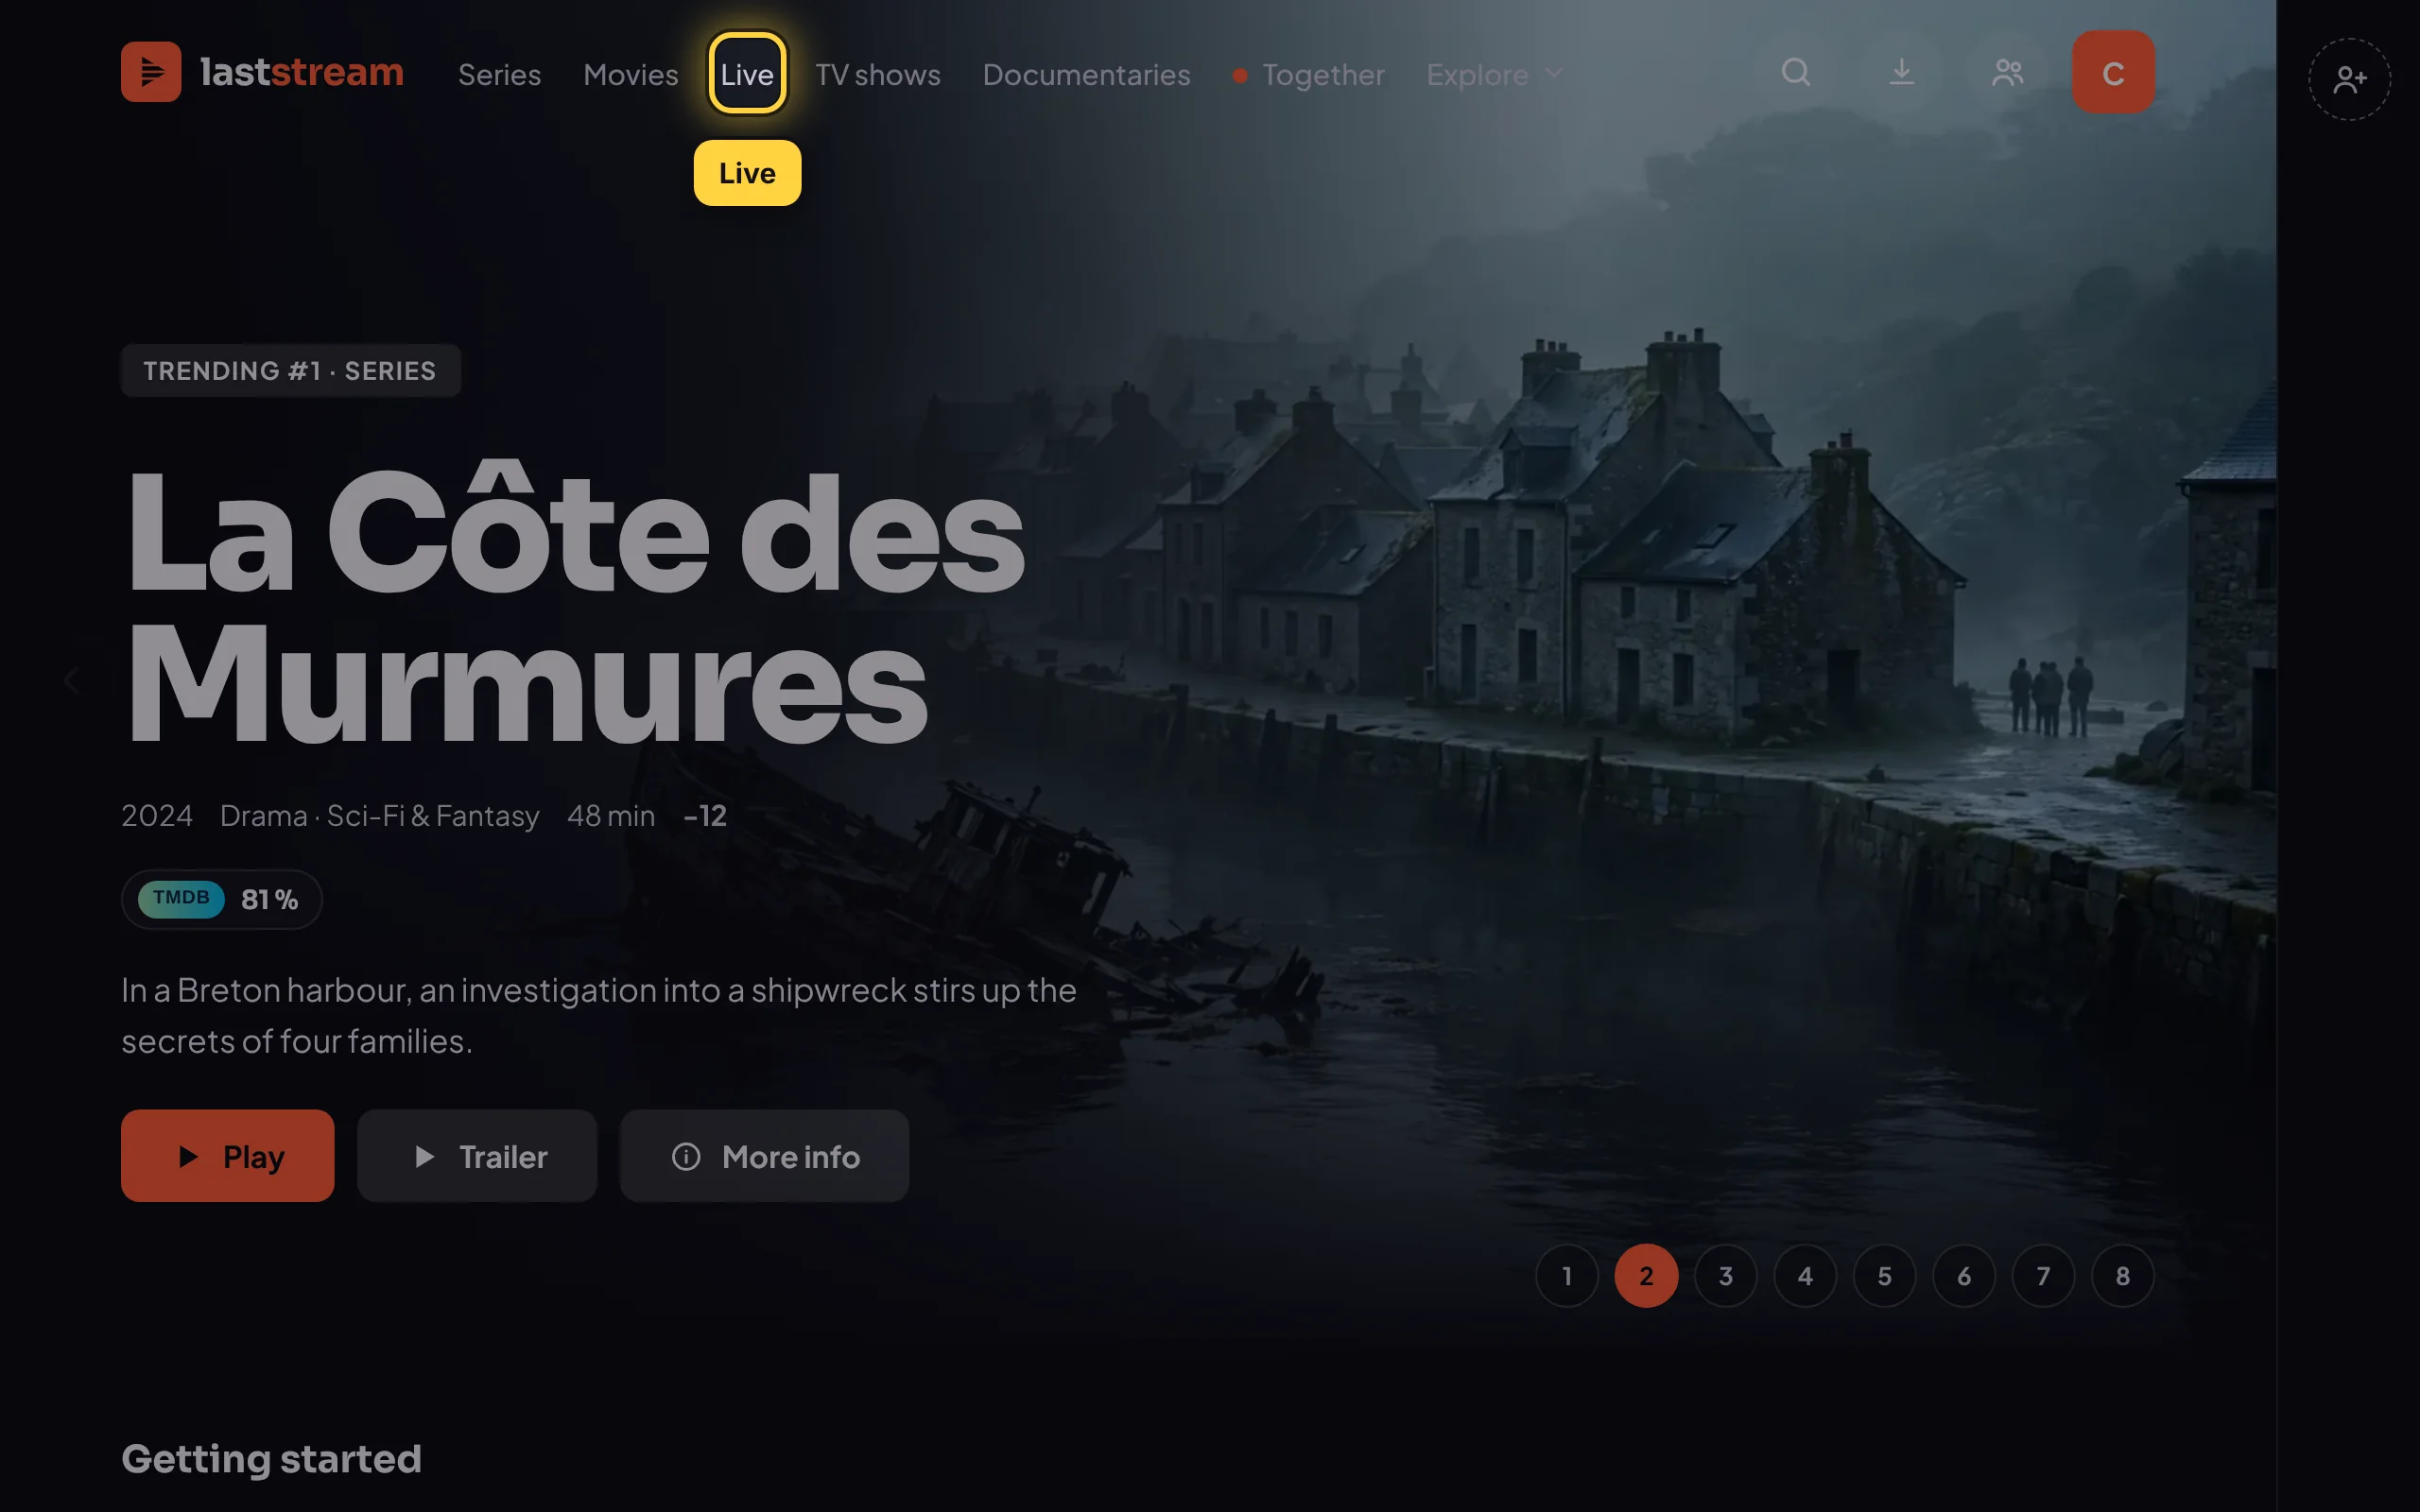 laststream
Series
Movies
Live
TV shows
Documentaries
Together
Explore
C
Live
TRENDING #1 · SERIES
La Côte des
Murmures
2024 Drama · Sci-Fi & Fantasy 48 min -12
TMDB 81 %
In a Breton harbour, an investigation into a shipwreck stirs up the
secrets of four families.
Play
Trailer
More info
1 2 3 4 5 6 7 8
Getting started